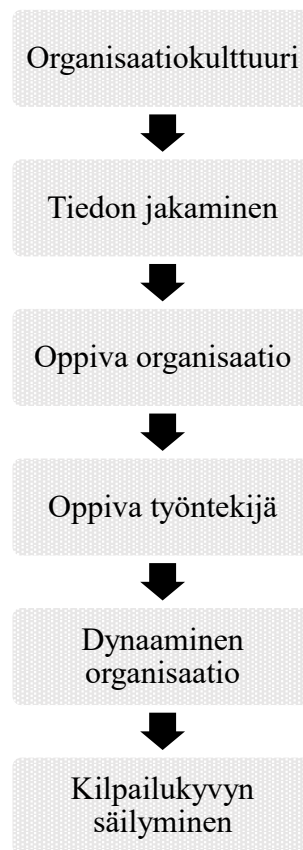 Organisaatiokulttuuri
Tiedon jakaminen
Oppiva organisaatio
Oppiva työntekijä
Dynaaminen
organisaatio
Kilpailukyvyn
säilyminen